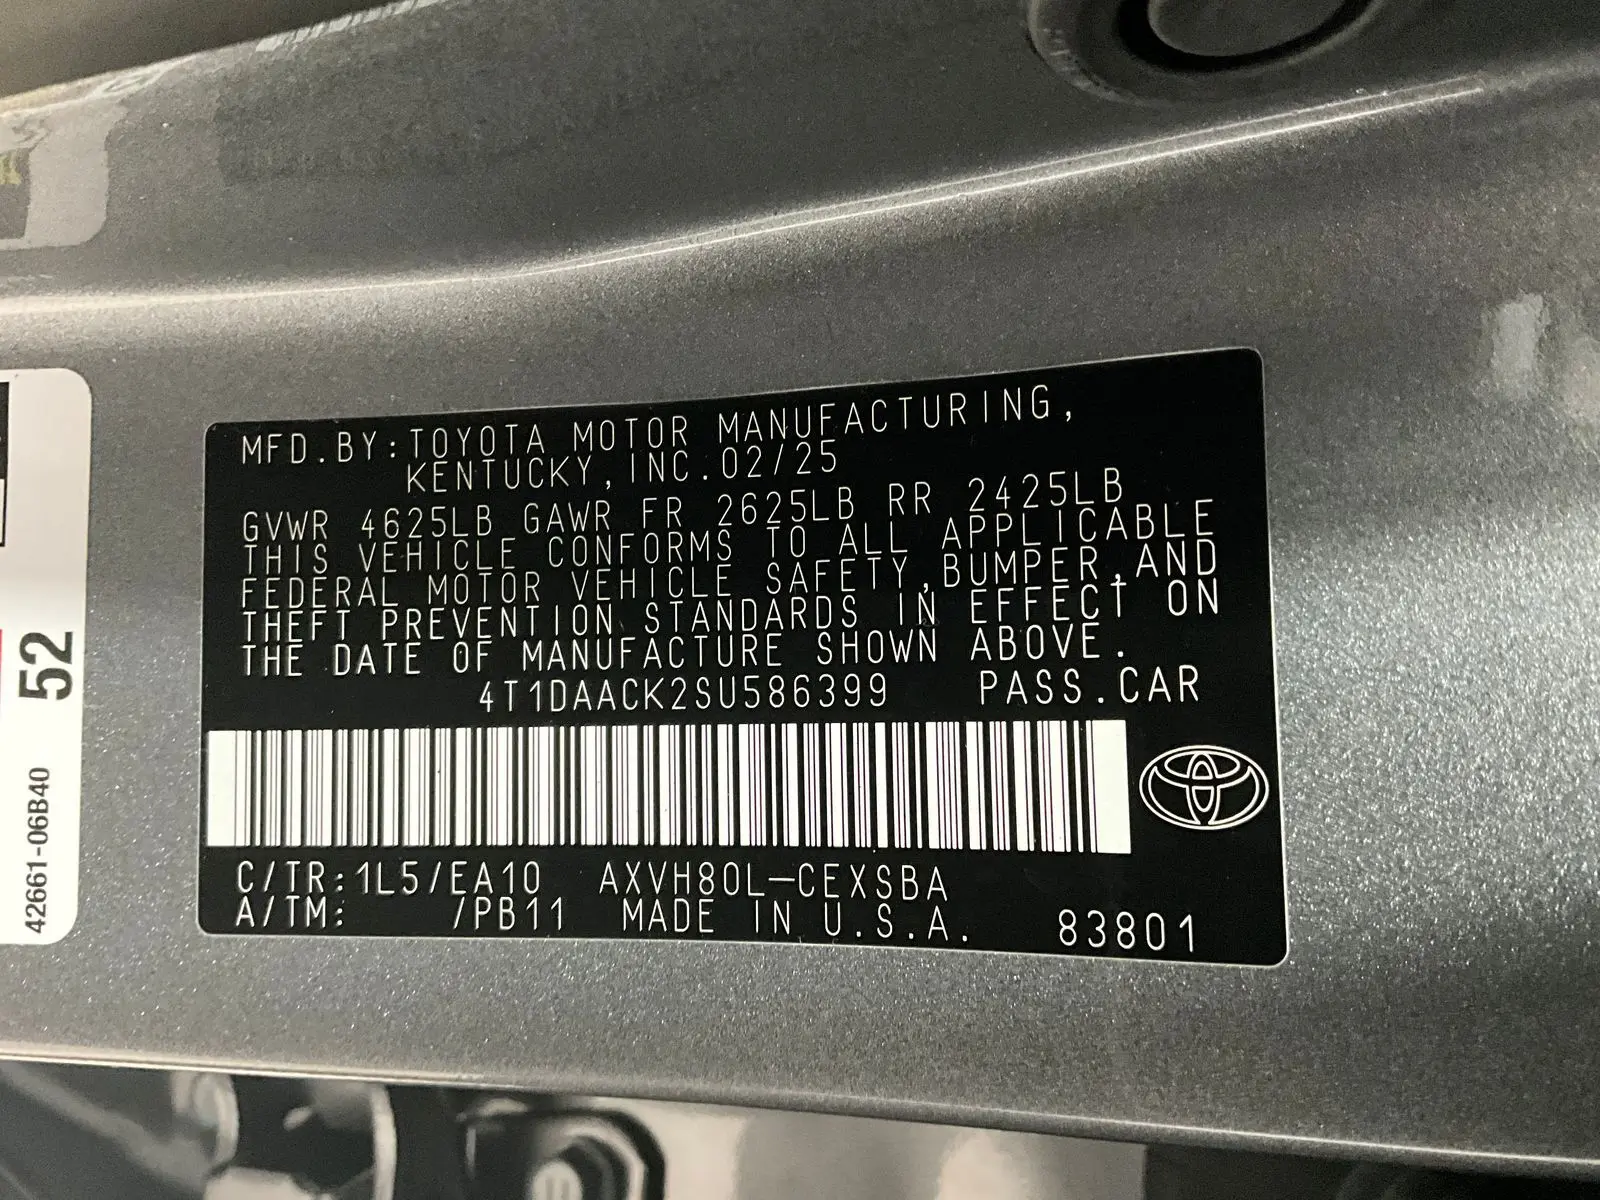 MFD.BY:TOYOTA MOTOR MANUFACTURING,
KENTUCKY,INC.02/25
GVWR 4625LB GAWR FR 2625LB RR 2425LB
THIS VEHICLE CONFORMS TO ALL APPLICABLE
FEDERAL MOTOR VEHICLE SAFETY,BUMPER,AND
THEFT PREVENTION STANDARDS IN EFFECT ON
THE DATE OF MANUFACTURE SHOWN ABOVE.
4T1DAACK2SU586399 PASS.CAR
C/TR:1L5/EA10 AXVH80L-CEXSBA
A/TM: /PB11 MADE IN U.S.A. 83801
52
42661-06B40